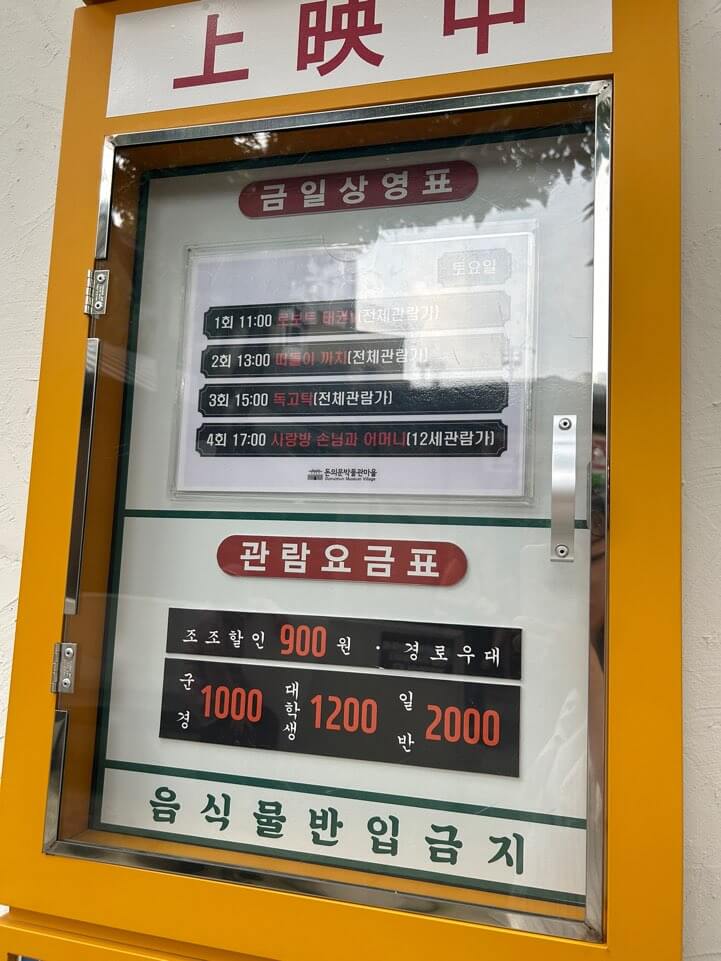 上映中
금일상영표
토요일
1회 11:00 로보트 태권V(전체관람가)
2회 13:00 떠돌이 까치(전체관람가)
3회 15:00 독고탁(전체관람가)
4회 17:00 사랑방 손님과 어머니(12세관람가)
돈의문박물관마을
Donuimun Museum Village
관람요금표
조조할인 900원 · 경로우대
군경 1000 대학생 1200 일반 2000
음식물반입금지